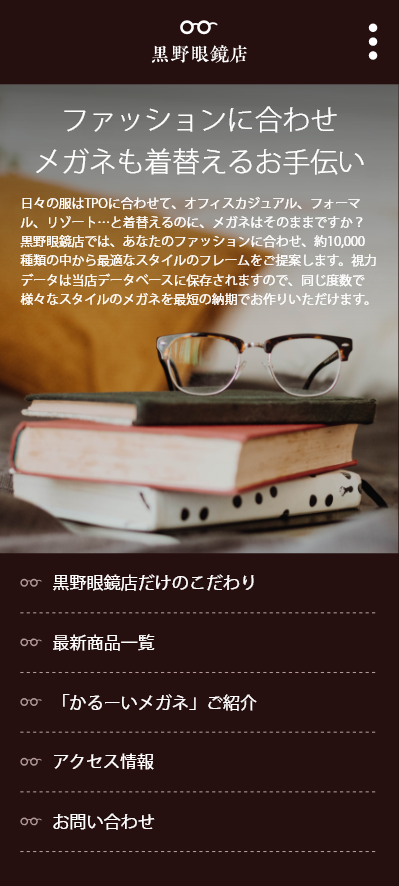 黒野眼鏡店
ファッションに合わせ
メガネも着替えるお手伝い
日々の服はTPOに合わせて、オフィスカジュアル、フォーマ
ル、リゾート…と着替えるのに、メガネはそのままですか？
黒野眼鏡店では、あなたのファッションに合わせ、約10,000
種類の中から最適なスタイルのフレームをご提案します。視力
データは当店データベースに保存されますので、同じ度数で
様々なスタイルのメガネを最短の納期でお作りいただけます。
黒野眼鏡店だけのこだわり
最新商品一覧
「かるーいメガネ」ご紹介
アクセス情報
お問い合わせ